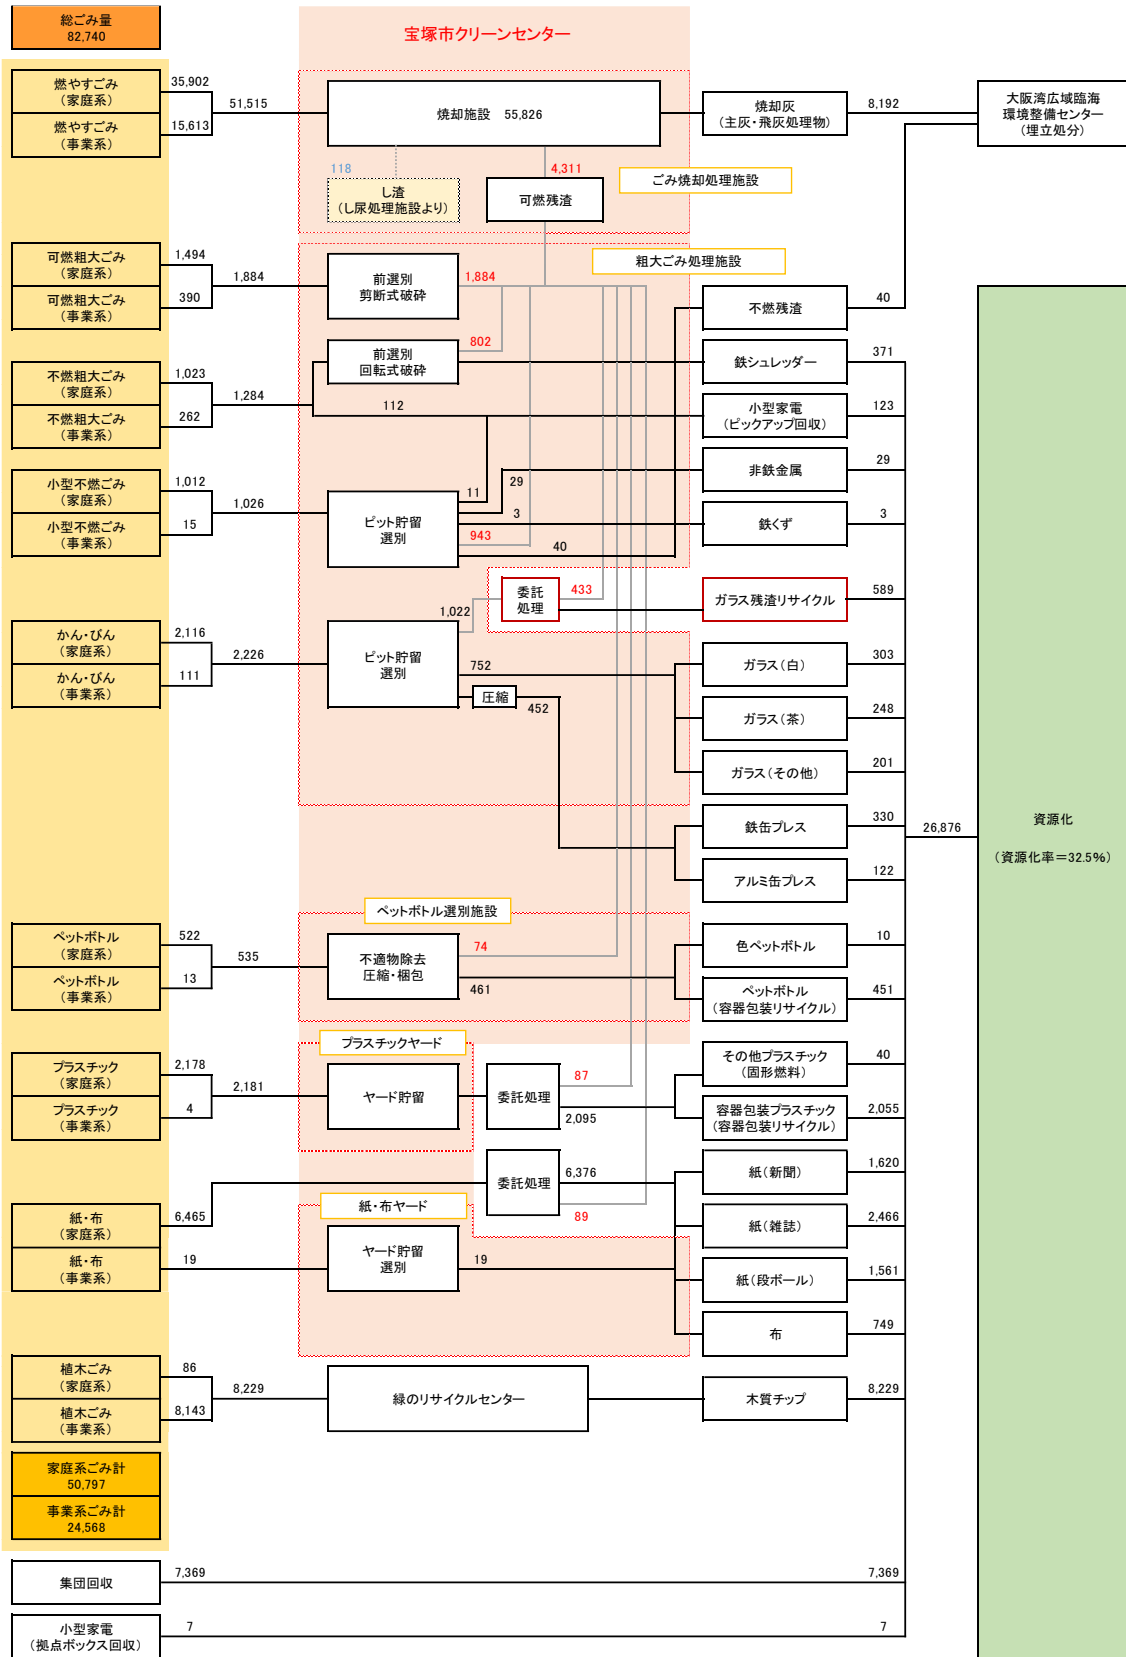 総ごみ量
82,740
宝塚市クリーンセンター
燃やすごみ
(家庭系)
35,902
燃やすごみ
(事業系)
15,613
51,515
焼却施設 55,826
焼却灰
(主灰・飛灰処理物)
8,192
大阪湾広域臨海
環境整備センター
(埋立処分)
118
し渣
(し尿処理施設より)
4,311
可燃残渣
ごみ焼却処理施設
可燃粗大ごみ
(家庭系)
1,494
可燃粗大ごみ
(事業系)
390
1,884
前選別
剪断式破砕
1,884
粗大ごみ処理施設
不燃残渣
40
不燃粗大ごみ
(家庭系)
1,023
不燃粗大ごみ
(事業系)
262
1,284
前選別
回転式破砕
802
112
鉄シュレッダー
371
小型家電
(ピックアップ回収)
123
小型不燃ごみ
(家庭系)
1,012
小型不燃ごみ
(事業系)
15
1,026
ピット貯留
選別
11
29
3
943
40
非鉄金属
29
鉄くず
3
委託
処理
433
ガラス残渣リサイクル
589
かん・びん
(家庭系)
2,116
かん・びん
(事業系)
111
2,226
ピット貯留
選別
1,022
752
圧縮
452
ガラス(白)
303
ガラス(茶)
248
ガラス(その他)
201
鉄缶プレス
330
アルミ缶プレス
122
26,876
資源化
(資源化率=32.5%)
ペットボトル選別施設
ペットボトル
(家庭系)
522
ペットボトル
(事業系)
13
535
不適物除去
圧縮・梱包
74
461
色ペットボトル
10
ペットボトル
(容器包装リサイクル)
451
プラスチックヤード
プラスチック
(家庭系)
2,178
プラスチック
(事業系)
4
2,181
ヤード貯留
委託処理
87
2,095
その他プラスチック
(固形燃料)
40
容器包装プラスチック
(容器包装リサイクル)
2,055
委託処理
6,376
89
紙・布ヤード
紙・布
(家庭系)
6,465
紙・布
(事業系)
19
ヤード貯留
選別
19
紙(新聞)
1,620
紙(雑誌)
2,466
紙(段ボール)
1,561
布
749
植木ごみ
(家庭系)
86
植木ごみ
(事業系)
8,143
8,229
緑のリサイクルセンター
木質チップ
8,229
家庭系ごみ計
50,797
事業系ごみ計
24,568
集団回収
7,369
7,369
小型家電
(拠点ボックス回収)
7
7